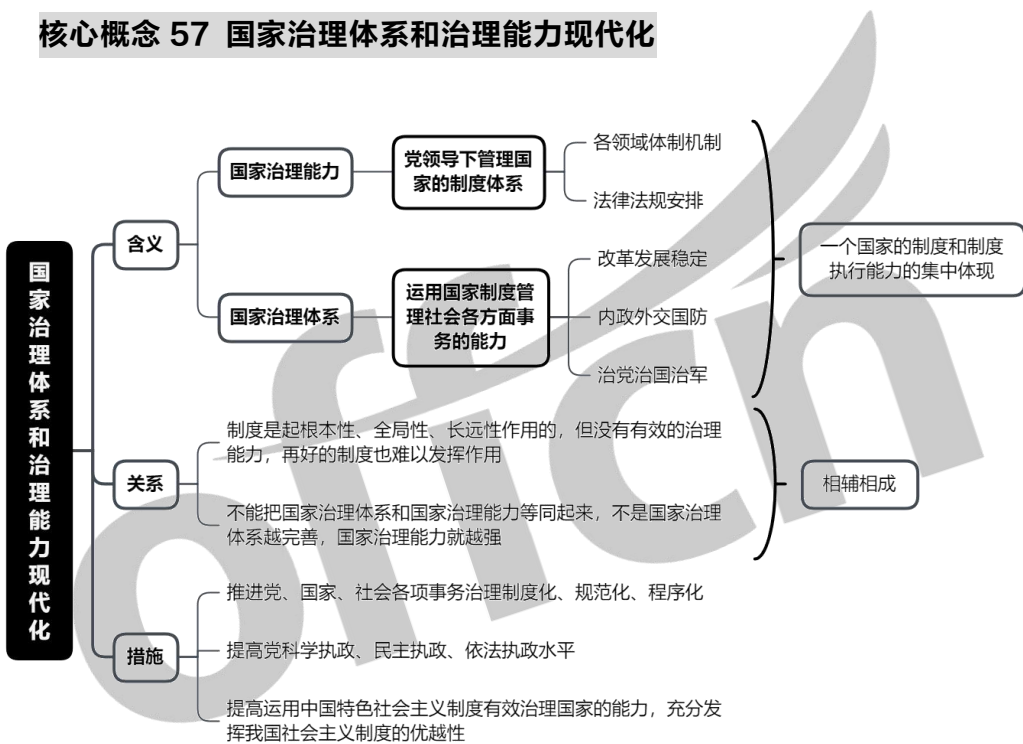 核心概念 57 国家治理体系和治理能力现代化
国家治理体系和治理能力现代化
含义
国家治理能力
党领导下管理国
家的制度体系
各领域体制机制
法律法规安排
国家治理体系
运用国家制度管
理社会各方面事
务的能力
改革发展稳定
内政外交国防
治党治国治军
一个国家的制度和制度
执行能力的集中体现
关系
制度是起根本性、全局性、长远性作用的，但没有有效的治理
能力，再好的制度也难以发挥作用
不能把国家治理体系和国家治理能力等同起来，不是国家治理
体系越完善，国家治理能力就越强
相辅相成
措施
推进党、国家、社会各项事务治理制度化、规范化、程序化
提高党科学执政、民主执政、依法执政水平
提高运用中国特色社会主义制度有效治理国家的能力，充分发
挥我国社会主义制度的优越性
offcn